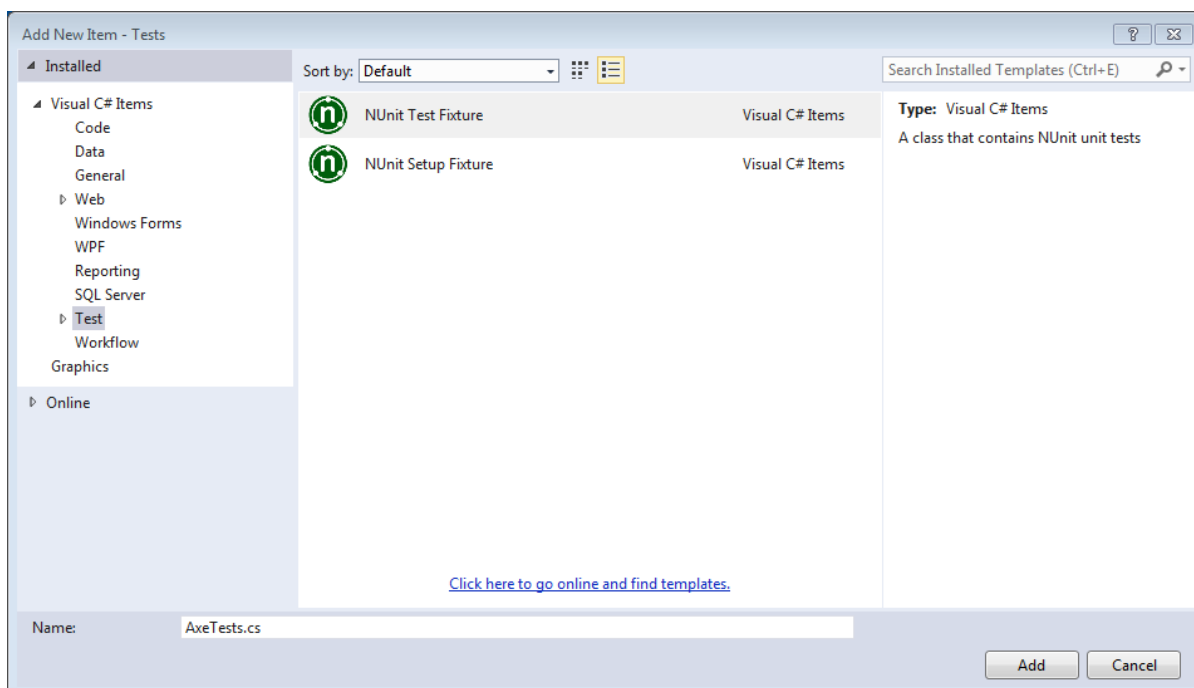 Add New Item - Tests
Installed
Visual C# Items
Code
Data
General
Web
Windows Forms
WPF
Reporting
SQL Server
Test
Workflow
Graphics
Online
Sort by: Default
NUnit Test Fixture Visual C# Items
NUnit Setup Fixture Visual C# Items
Click here to go online and find templates.
Search Installed Templates (Ctrl+E)
Type: Visual C# Items
A class that contains NUnit unit tests
Name: AxeTests.cs
Add Cancel